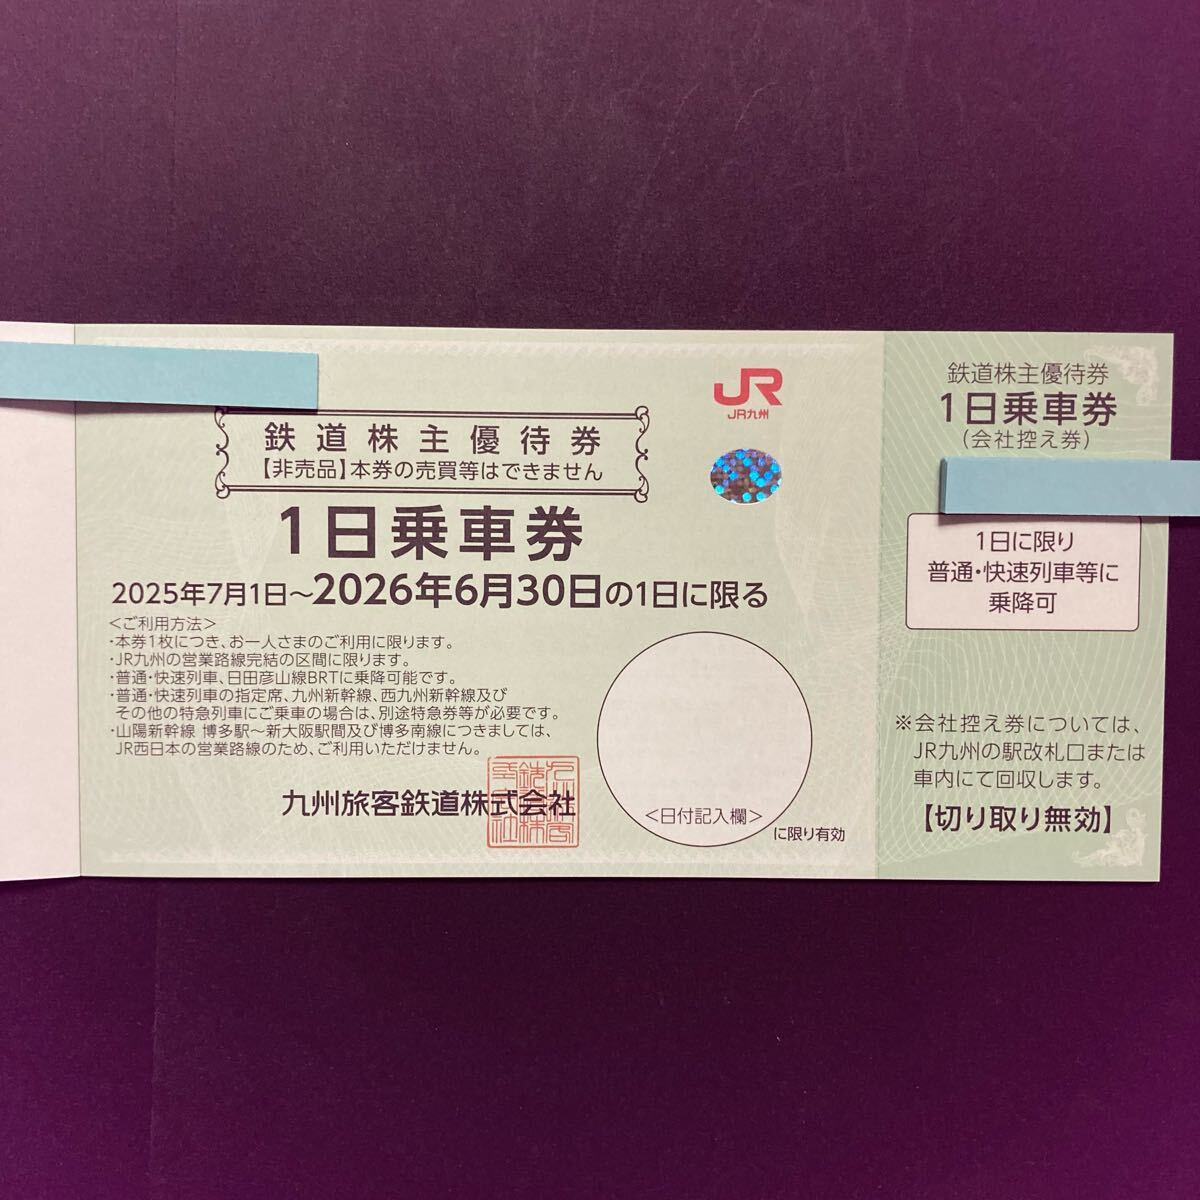 JR
JR九州
鉄道株主優待券
【非売品】本券の売買等はできません
1日乗車券
2025年7月1日～2026年6月30日の1日に限る
<ご利用方法>
・本券1枚につき、お一人さまのご利用に限ります。
・JR九州の営業路線完結の区間に限ります。
・普通・快速列車、日田彦山線BRTに乗降可能です。
・普通・快速列車の指定席、九州新幹線、西九州新幹線及び
その他の特急列車にご乗車の場合は、別途特急券等が必要です。
・山陽新幹線 博多駅～新大阪駅間及び博多南線につきましては、
JR西日本の営業路線のため、ご利用いただけません。
九州旅客鉄道株式会社
<日付記入欄>
に限り有効
鉄道株主優待券
1日乗車券
(会社控え券)
1日に限り
普通・快速列車等に
乗降可
※会社控え券については、
JR九州の駅改札口または
車内にて回収します。
【切り取り無効】